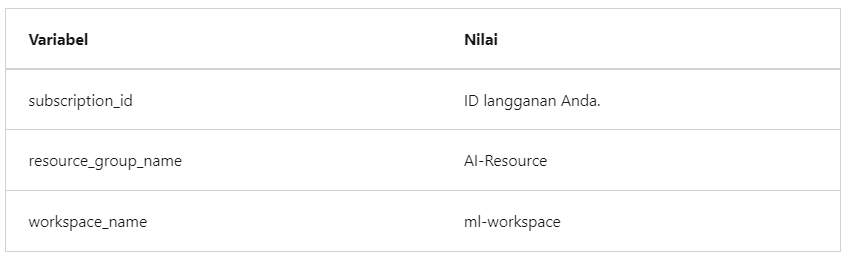 Variabel Nilai
subscription_id ID langganan Anda.
resource_group_name AI-Resource
workspace_name ml-workspace